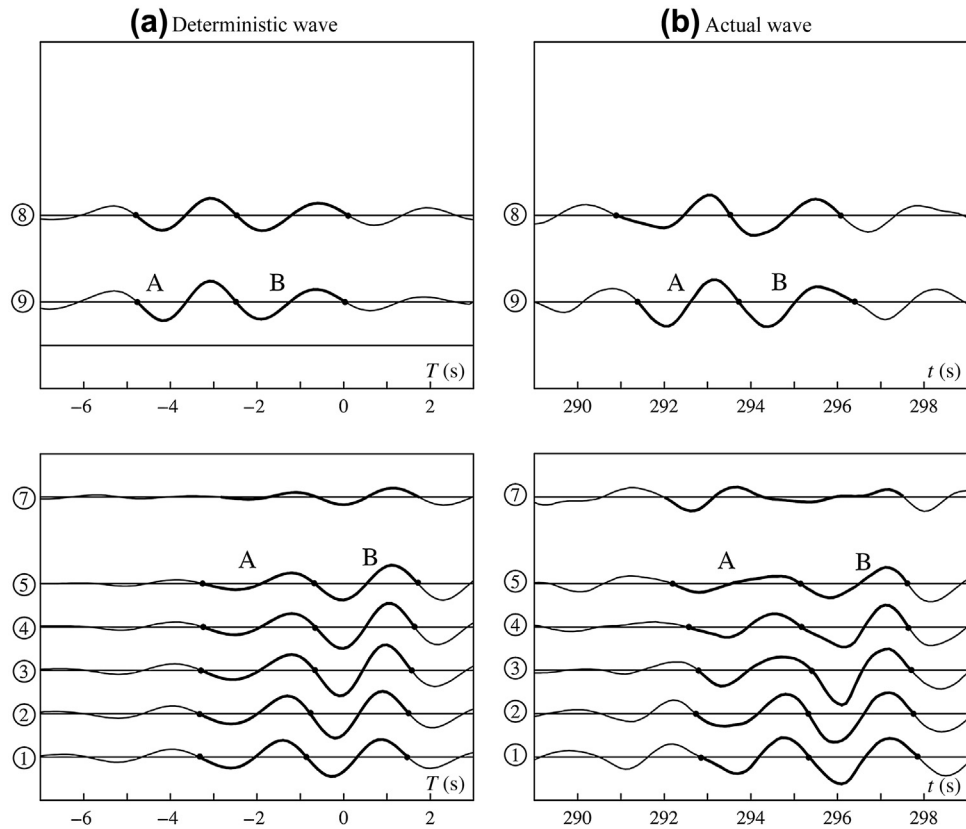 (a) Deterministic wave
(b) Actual wave
⑧
A B
⑨
T (s)
−6 −4 −2 0 2
⑧
A B
⑨
t (s)
290 292 294 296 298
⑦
A B
⑤
④
③
②
①
T (s)
−6 −4 −2 0 2
⑦
A B
⑤
④
③
②
①
t (s)
290 292 294 296 298